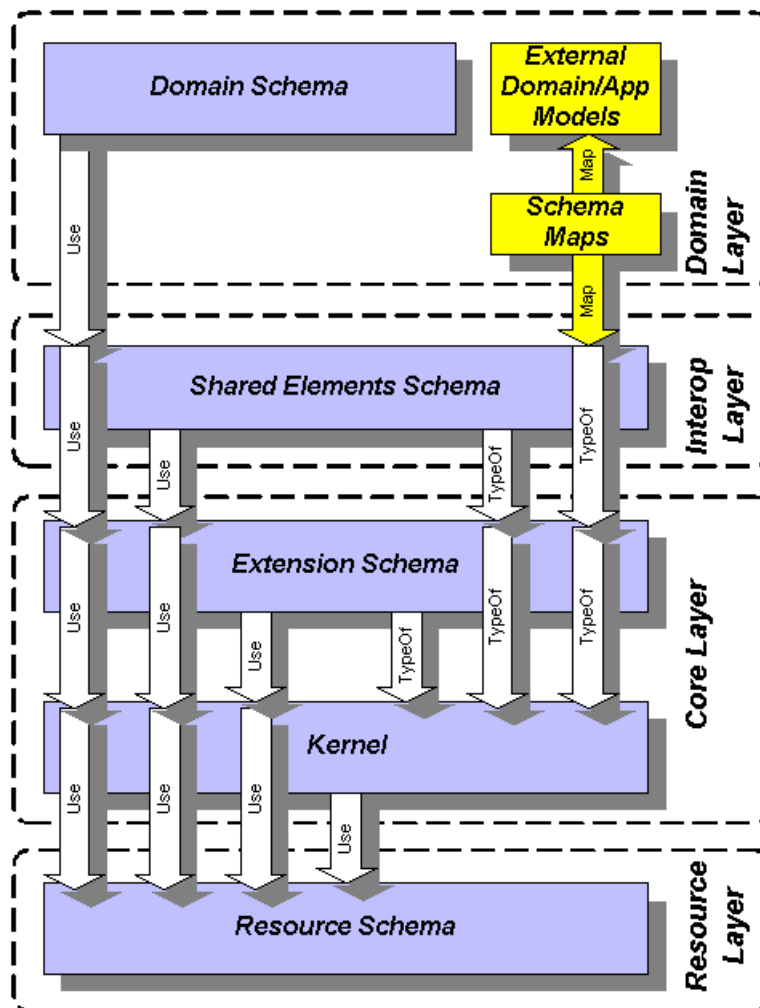 Domain Schema
External
Domain/App
Models
Map
Schema
Maps
Use
Map
Domain
Layer
Shared Elements Schema
Use
Use
TypeOf
TypeOf
Interop
Layer
Extension Schema
Use
Use
Use
TypeOf
TypeOf
TypeOf
Core Layer
Kernel
Use
Use
Use
Use
Resource Schema
Resource
Layer